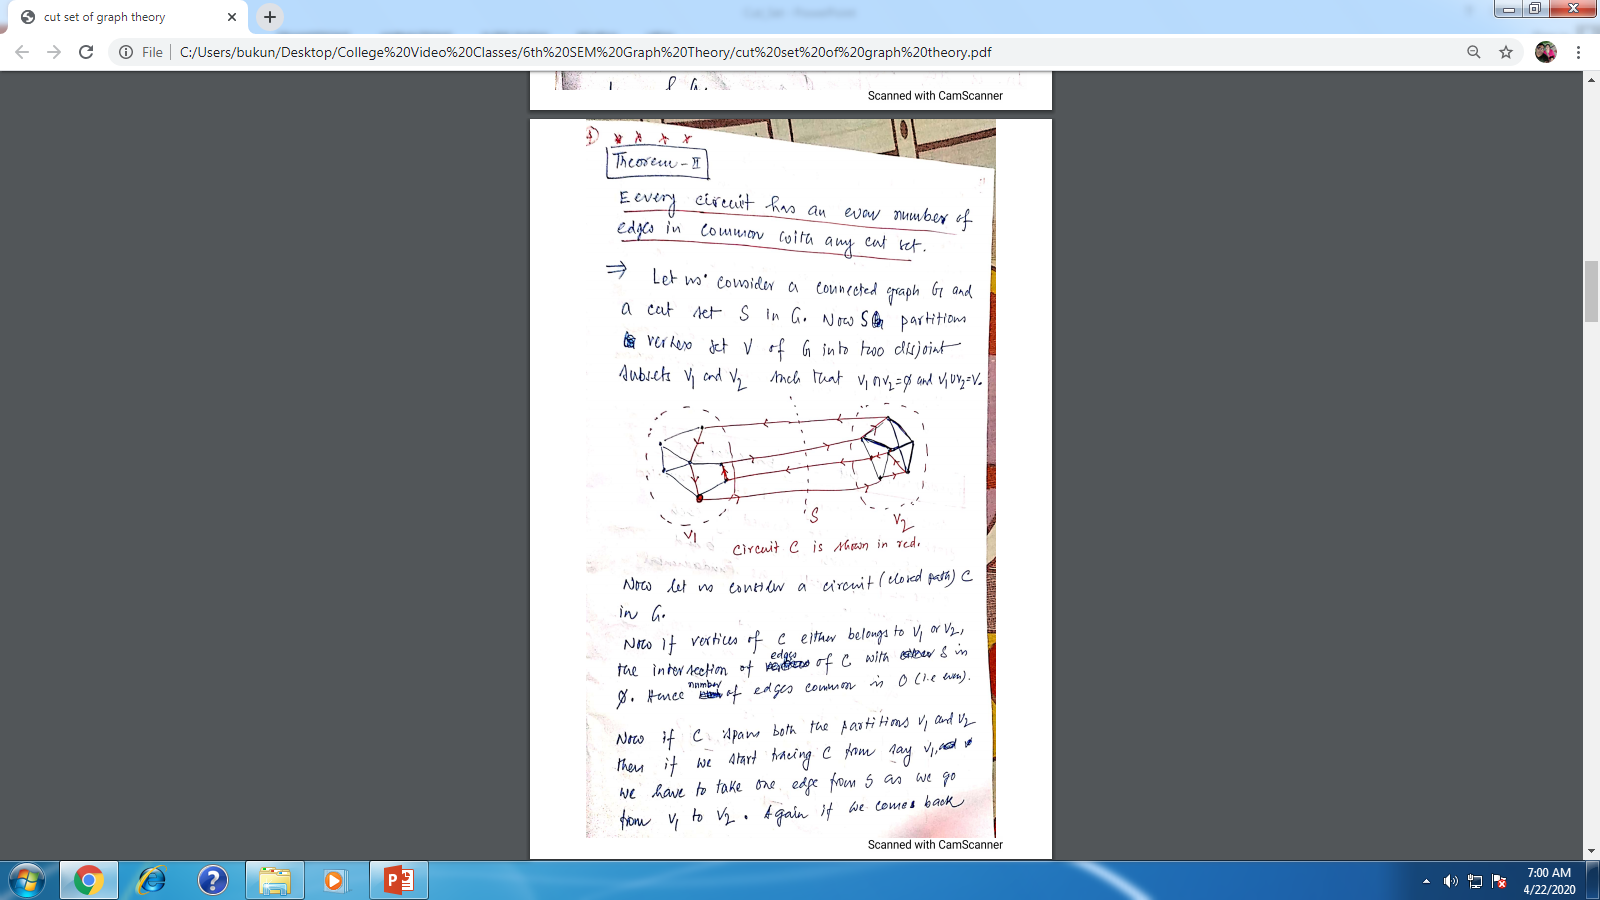 cut set of graph theory
File
C:/Users/bukun/Desktop/College%20Video%20Classes/6th%20SEM%20Graph%20Theory/cut%20set%20of%20graph%20theory.pdf
Scanned with CamScanner
Theorem - II
Eevery circuit has an even number of
edges in common with any cut set.
⇒ Let us consider a connected graph G and
a cut set S in G. Now S partitions
vertex set V of G into two disjoint
subsets V1 and V2 such that V1∩V2=∅ and V1∪V2=V.
S
V1
V2
Circuit C is shown in red.
Now let us consider a circuit (closed path) C
in G.
Now if vertices of C either belongs to V1 or V2,
the intersection of edges of C with S is
∅. Hence number of edges common is 0 (i.e even).
Now if C spans both the partitions V1 and V2
then if we start tracing C from say V1,
we have to take one edge from S as we go
from V1 to V2. Again if we comes back
Scanned with CamScanner
7:00 AM
4/22/2020